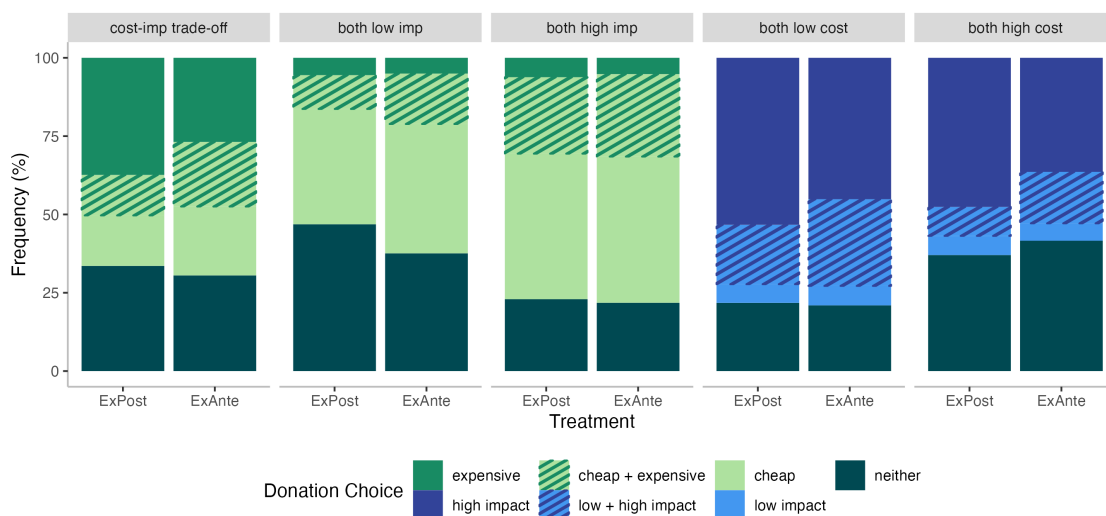 cost-imp trade-off
both low imp
both high imp
both low cost
both high cost
Frequency (%)
100
75
50
25
0
ExPost
ExAnte
ExPost
ExAnte
ExPost
ExAnte
ExPost
ExAnte
ExPost
ExAnte
Treatment
Donation Choice
expensive
cheap + expensive
cheap
neither
high impact
low + high impact
low impact